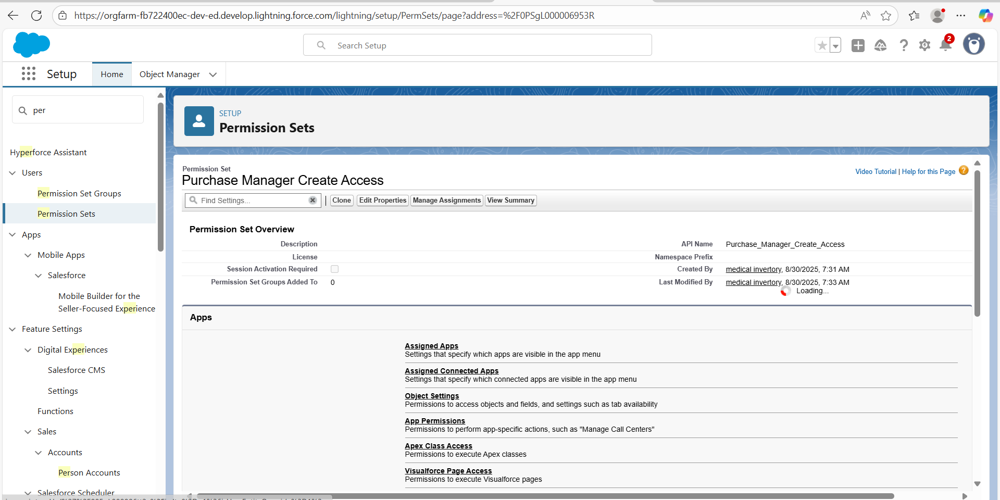 https://orgfarm-fb722400ec-dev-ed.develop.lightning.force.com/lightning/setup/PermSets/page?address=%2F0PSgL000006953R
Search Setup
2
Setup
Home
Object Manager
per
Hyperforce Assistant
Users
Permission Set Groups
Permission Sets
Apps
Mobile Apps
Salesforce
Mobile Builder for the
Seller-Focused Experience
Feature Settings
Digital Experiences
Salesforce CMS
Settings
Functions
Sales
Accounts
Person Accounts
Salesforce Scheduler
SETUP
Permission Sets
Permission Set
Purchase Manager Create Access
Video Tutorial | Help for this Page
Find Settings...
Clone
Edit Properties
Manage Assignments
View Summary
Permission Set Overview
Description
API Name Purchase_Manager_Create_Access
License
Namespace Prefix
Session Activation Required
Created By medical invertory, 8/30/2025, 7:31 AM
Permission Set Groups Added To 0
Last Modified By medical invertory, 8/30/2025, 7:33 AM
Loading...
Apps
Assigned Apps
Settings that specify which apps are visible in the app menu
Assigned Connected Apps
Settings that specify which connected apps are visible in the app menu
Object Settings
Permissions to access objects and fields, and settings such as tab availability
App Permissions
Permissions to perform app-specific actions, such as "Manage Call Centers"
Apex Class Access
Permissions to execute Apex classes
Visualforce Page Access
Permissions to execute Visualforce pages